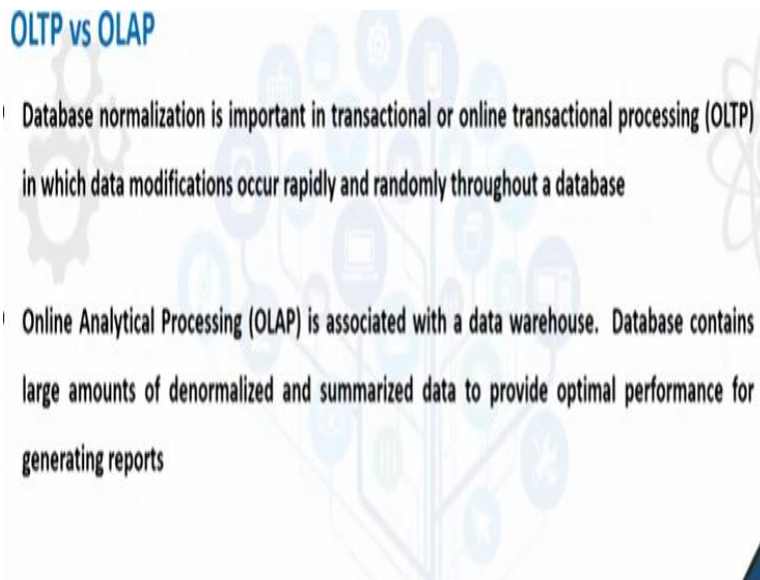 OLTP vs OLAP
Database normalization is important in transactional or online transactional processing (OLTP)
in which data modifications occur rapidly and randomly throughout a database
Online Analytical Processing (OLAP) is associated with a data warehouse. Database contains
large amounts of denormalized and summarized data to provide optimal performance for
generating reports